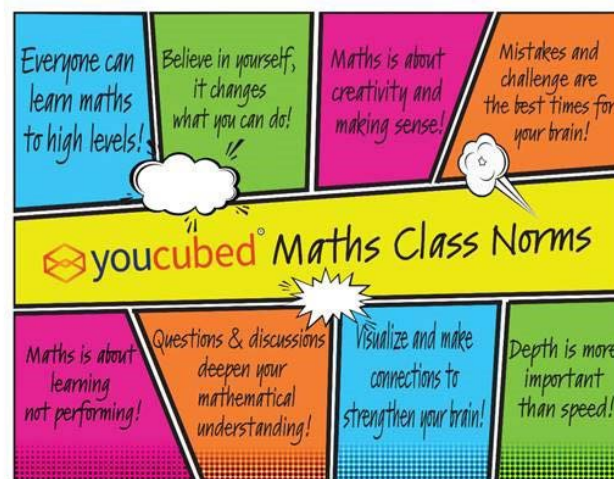 Everyone can
learn maths
to high levels!
Believe in yourself,
it changes
what you can do!
Maths is about
creativity and
making sense!
Mistakes and
challenge are
the best times for
your brain!
youcubed® Maths Class Norms
Maths is about
learning
not performing!
Questions & discussions
deepen your
mathematical
understanding!
Visualize and make
connections to
strengthen your brain!
Depth is more
important
than speed!